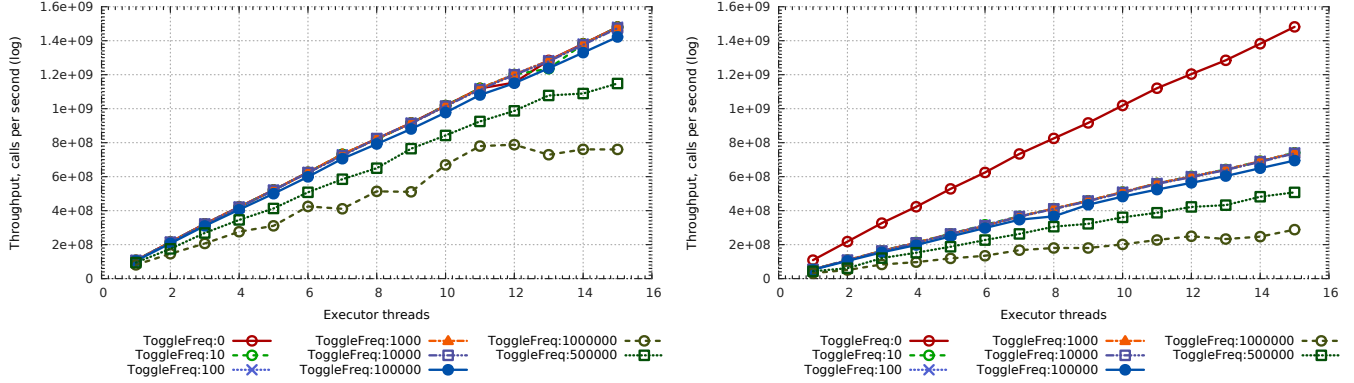 Throughput, calls per second (log)
1.6e+09
1.4e+09
1.2e+09
1e+09
8e+08
6e+08
4e+08
2e+08
0
0 2 4 6 8 10 12 14 16
Executor threads
ToggleFreq:0 ToggleFreq:1000 ToggleFreq:1000000
ToggleFreq:10 ToggleFreq:10000 ToggleFreq:500000
ToggleFreq:100 ToggleFreq:100000
Throughput, calls per second (log)
1.6e+09
1.4e+09
1.2e+09
1e+09
8e+08
6e+08
4e+08
2e+08
0
0 2 4 6 8 10 12 14 16
Executor threads
ToggleFreq:0 ToggleFreq:1000 ToggleFreq:1000000
ToggleFreq:10 ToggleFreq:10000 ToggleFreq:500000
ToggleFreq:100 ToggleFreq:100000